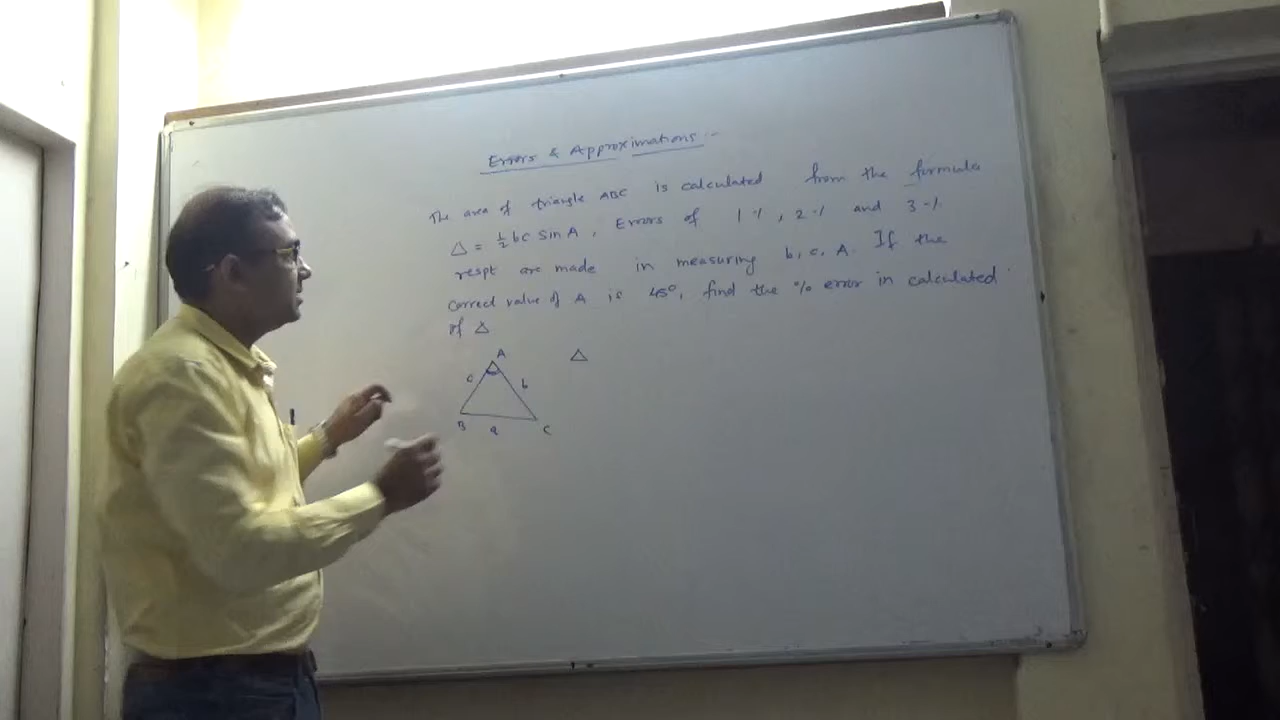 Errors & Approximations :-
The area of triangle ABC is calculated from the formula
Δ = 1/2 bc Sin A, Errors of 1%, 2% and 3%
respt are made in measuring b, c, A. If the
correct value of A is 45°, find the % error in calculated
of Δ
A
Δ
c b
B a C